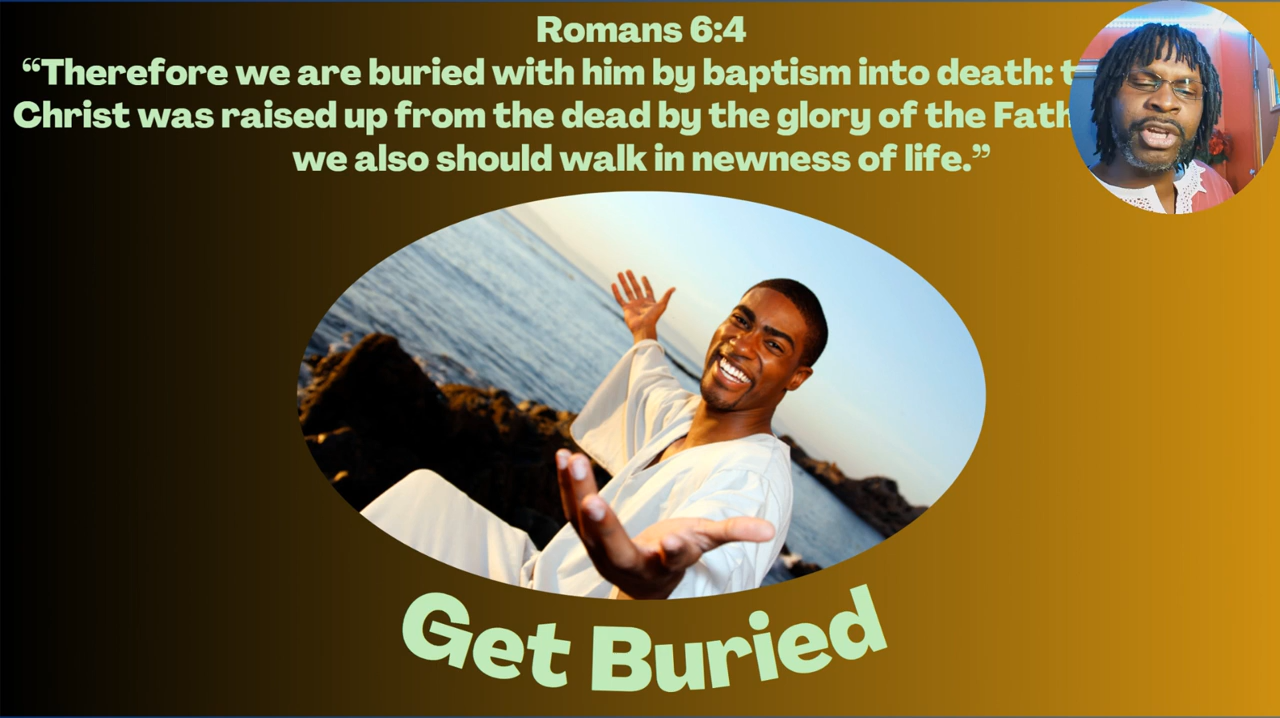 Romans 6:4
“Therefore we are buried with him by baptism into death:
Christ was raised up from the dead by the glory of the
we also should walk in newness of life.”
Get Buried